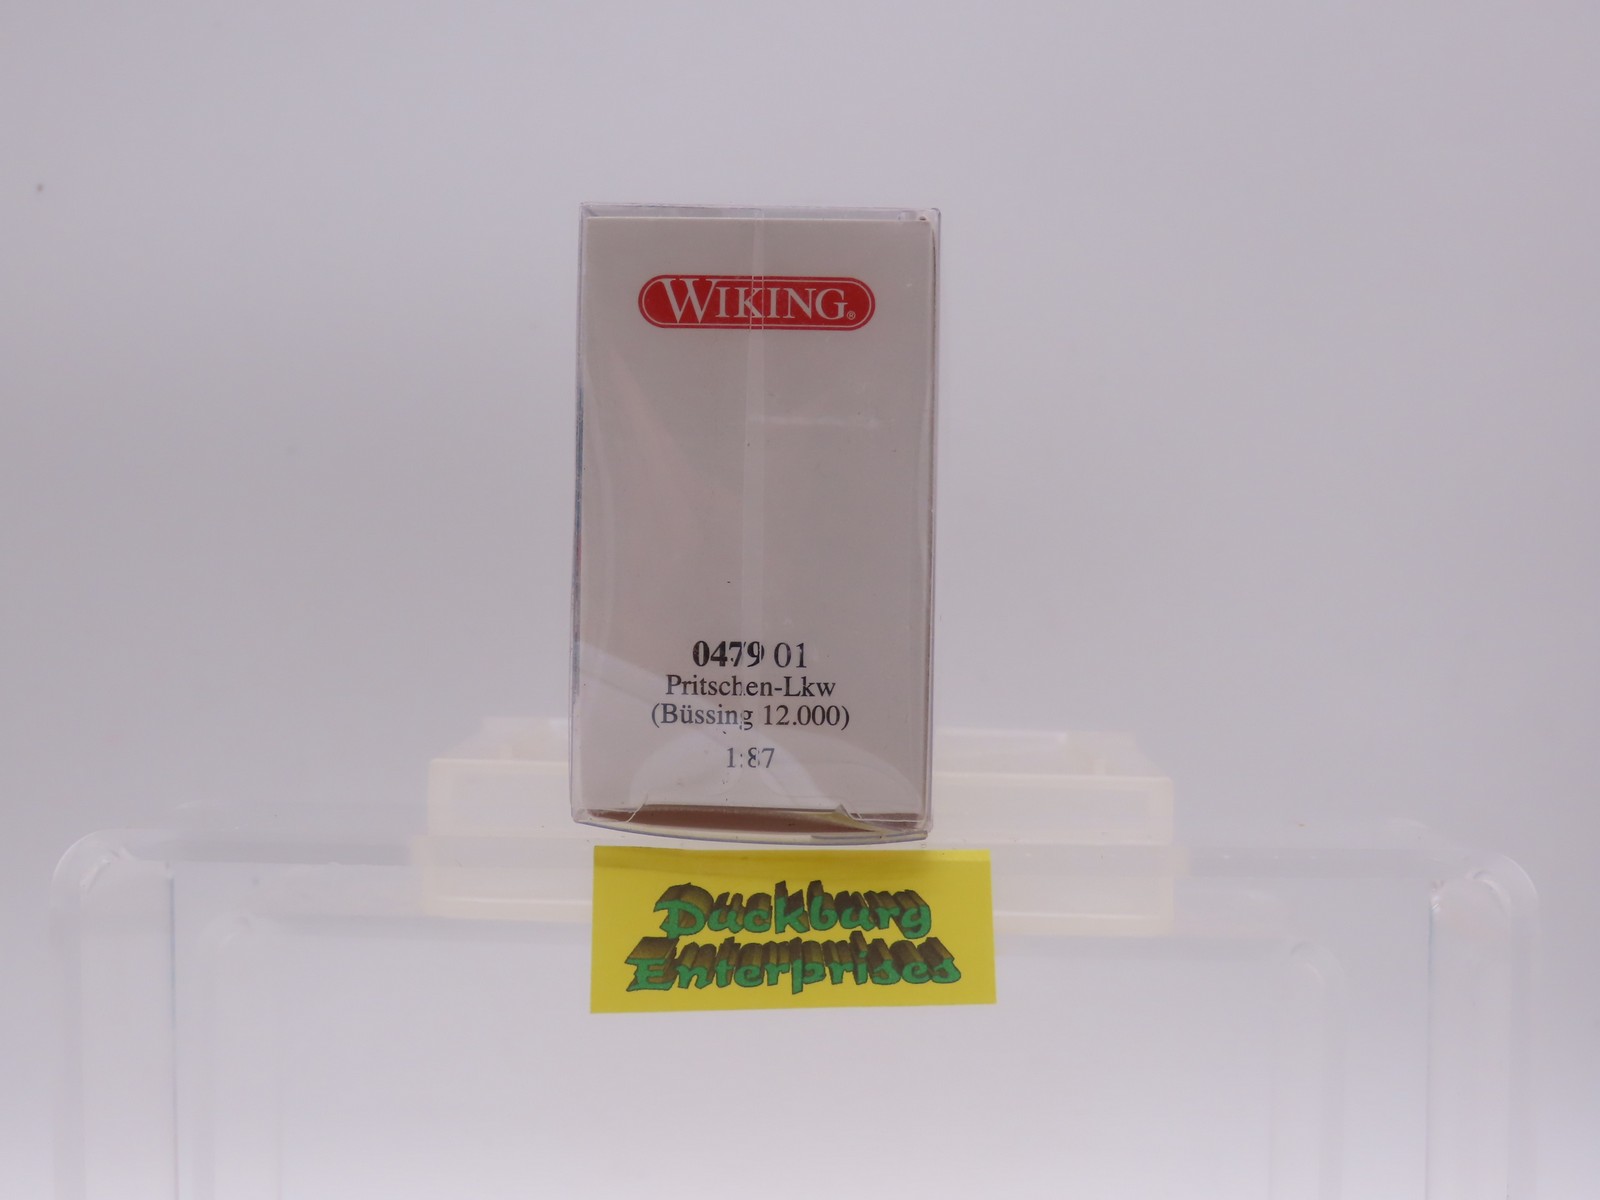 WIKING®
0479 01
Pritschen-Lkw
(Büssing 12.000)
1:87
Duckburg
Enterprises